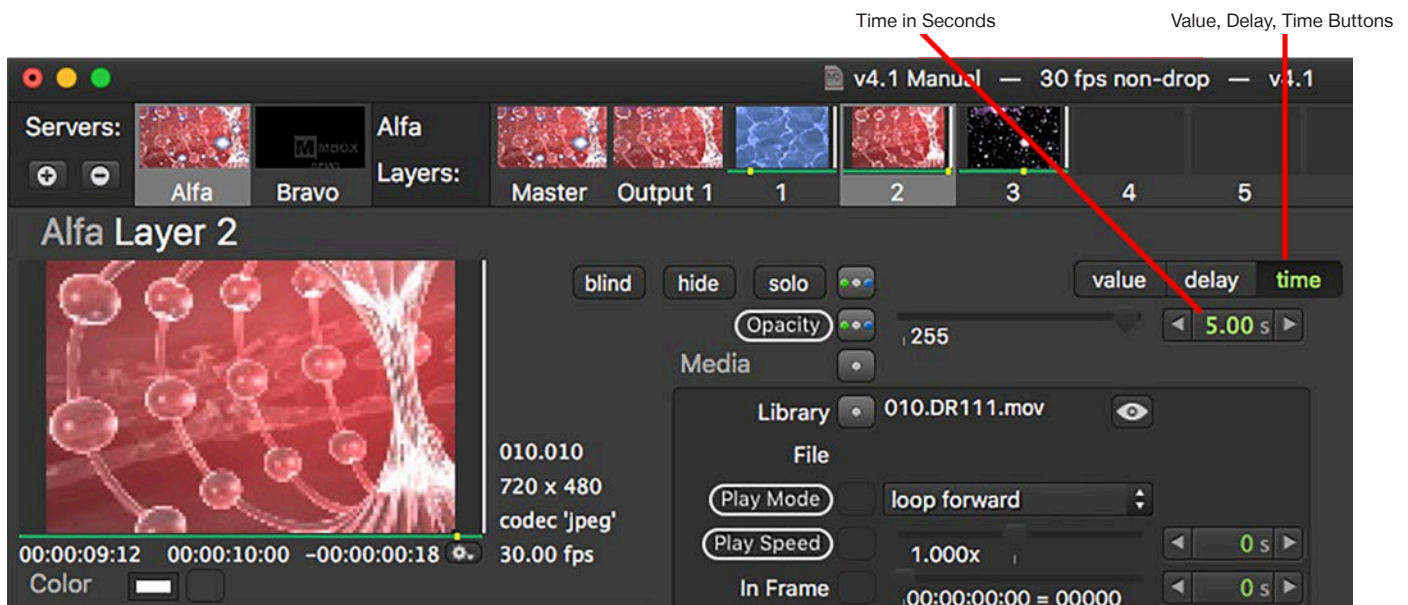 Time in Seconds Value, Delay, Time Buttons
v4.1 Manual — 30 fps non-drop — v4.1
Servers: Alfa
Layers:
Alfa Bravo Master Output 1 1 2 3 4 5
Alfa Layer 2
blind hide solo value delay time
Opacity 255 5.00 s
Media
Library 010.DR111.mov
010.010 File
720 x 480 Play Mode loop forward
codec 'jpeg'
00:00:09:12 00:00:10:00 -00:00:00:18 30.00 fps Play Speed 1.000x 0 s
Color In Frame 00:00:00:00 = 00000 0 s